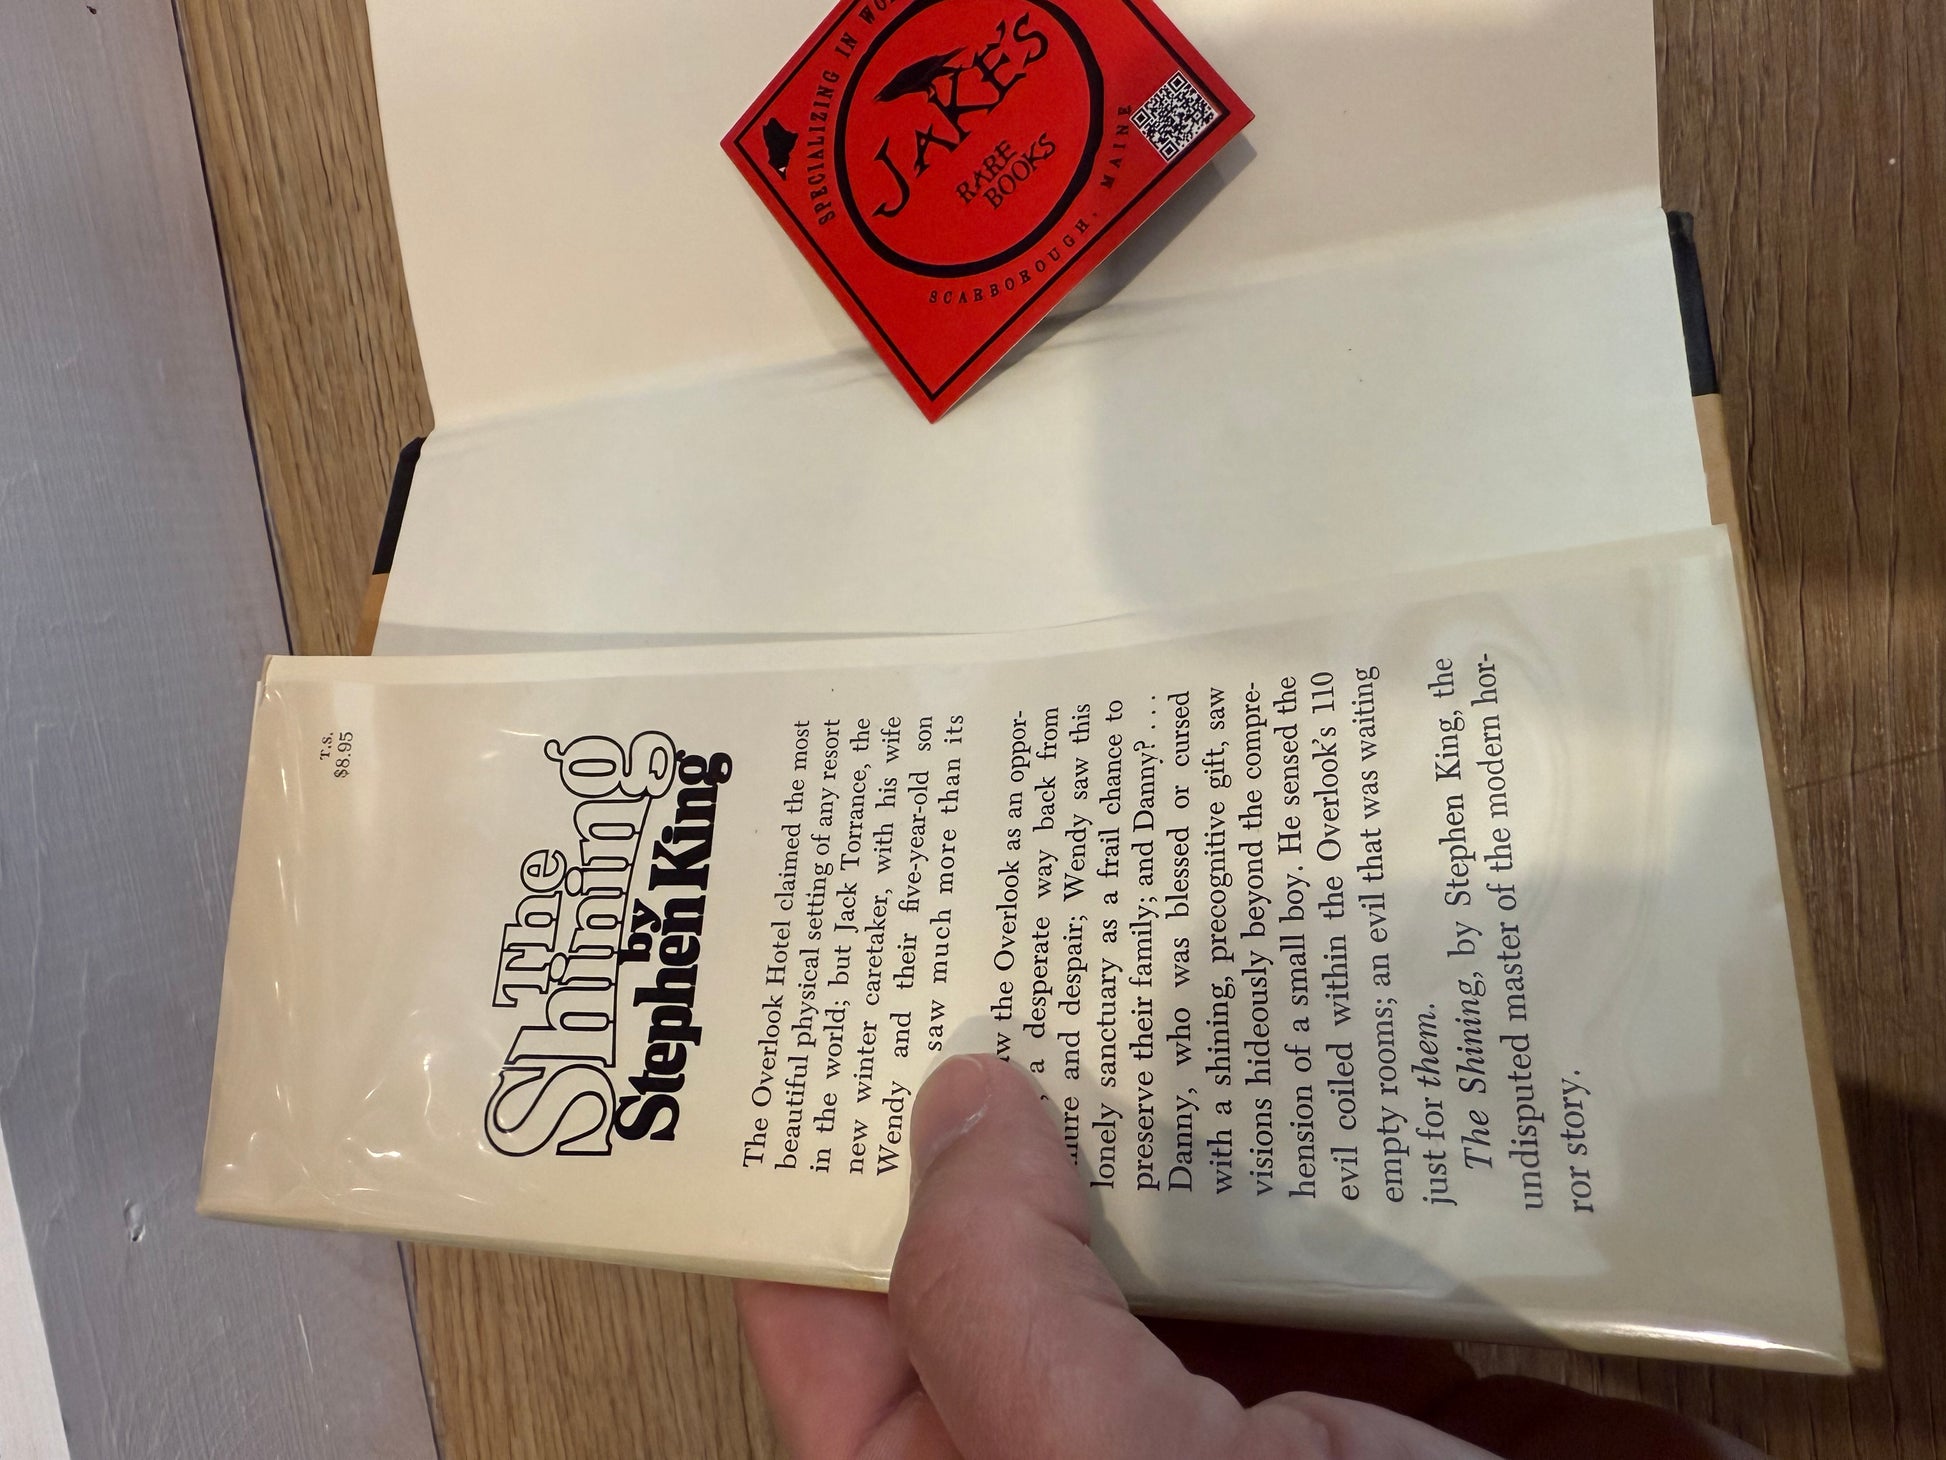 T.S.
$8.95
The
Shining
by
Stephen King
The Overlook Hotel claimed the most
beautiful physical setting of any resort
in the world; but Jack Torrance, the
new winter caretaker, with his wife
Wendy and their five-year-old son
saw much more than its
the Overlook as an oppor-
, a desperate way back from
and despair; Wendy saw this
lonely sanctuary as a frail chance to
preserve their family; and Danny? . . .
Danny, who was blessed or cursed
with a shining, precognitive gift, saw
visions hideously beyond the compre-
hension of a small boy. He sensed the
evil coiled within the Overlook's 110
empty rooms; an evil that was waiting
just for them.
The Shining, by Stephen King, the
undisputed master of the modern hor-
ror story.
SPECIALIZING IN
JAKE'S
RARE
BOOKS
SCARBOROUGH, MAINE